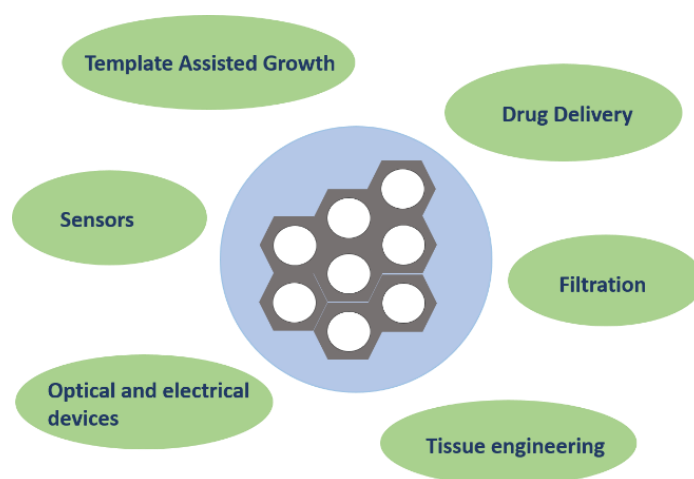 Template Assisted Growth
Drug Delivery
Sensors
Filtration
Optical and electrical
devices
Tissue engineering